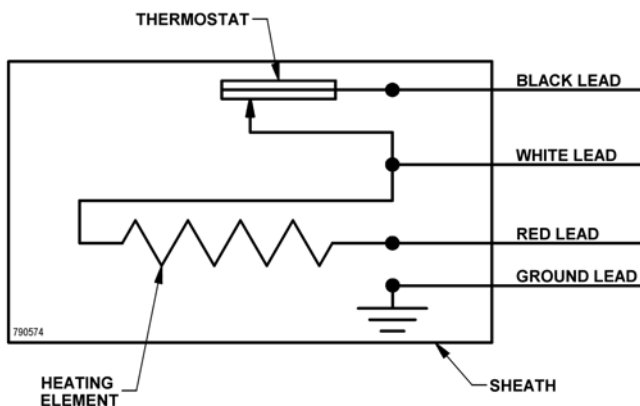 THERMOSTAT
BLACK LEAD
WHITE LEAD
RED LEAD
GROUND LEAD
790574
HEATING
ELEMENT
SHEATH